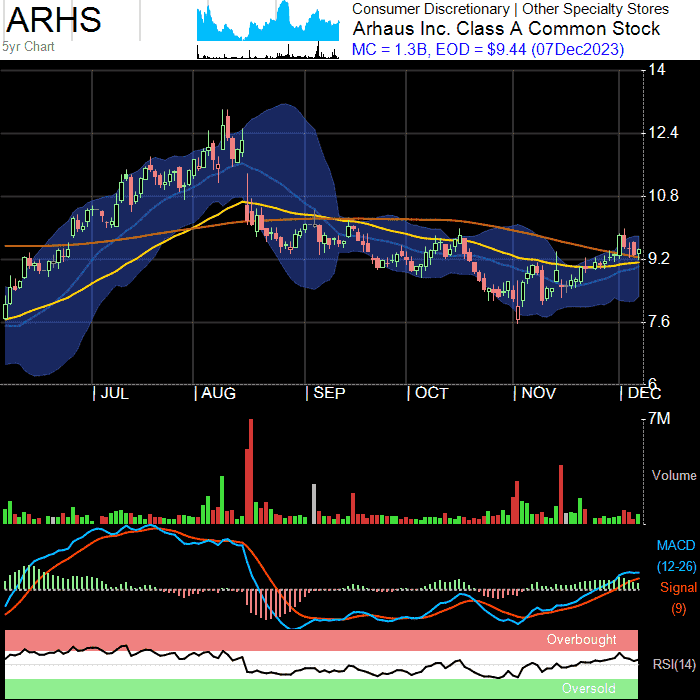 ARHS
5yr Chart
Consumer Discretionary | Other Specialty Stores
Arhaus Inc. Class A Common Stock
MC = 1.3B, EOD = $9.44 (07Dec2023)
14
12.4
10.8
9.2
7.6
6
| JUL | AUG | SEP | OCT | NOV | DEC
7M
Volume
MACD
(12-26)
Signal
(9)
Overbought
RSI(14)
Oversold